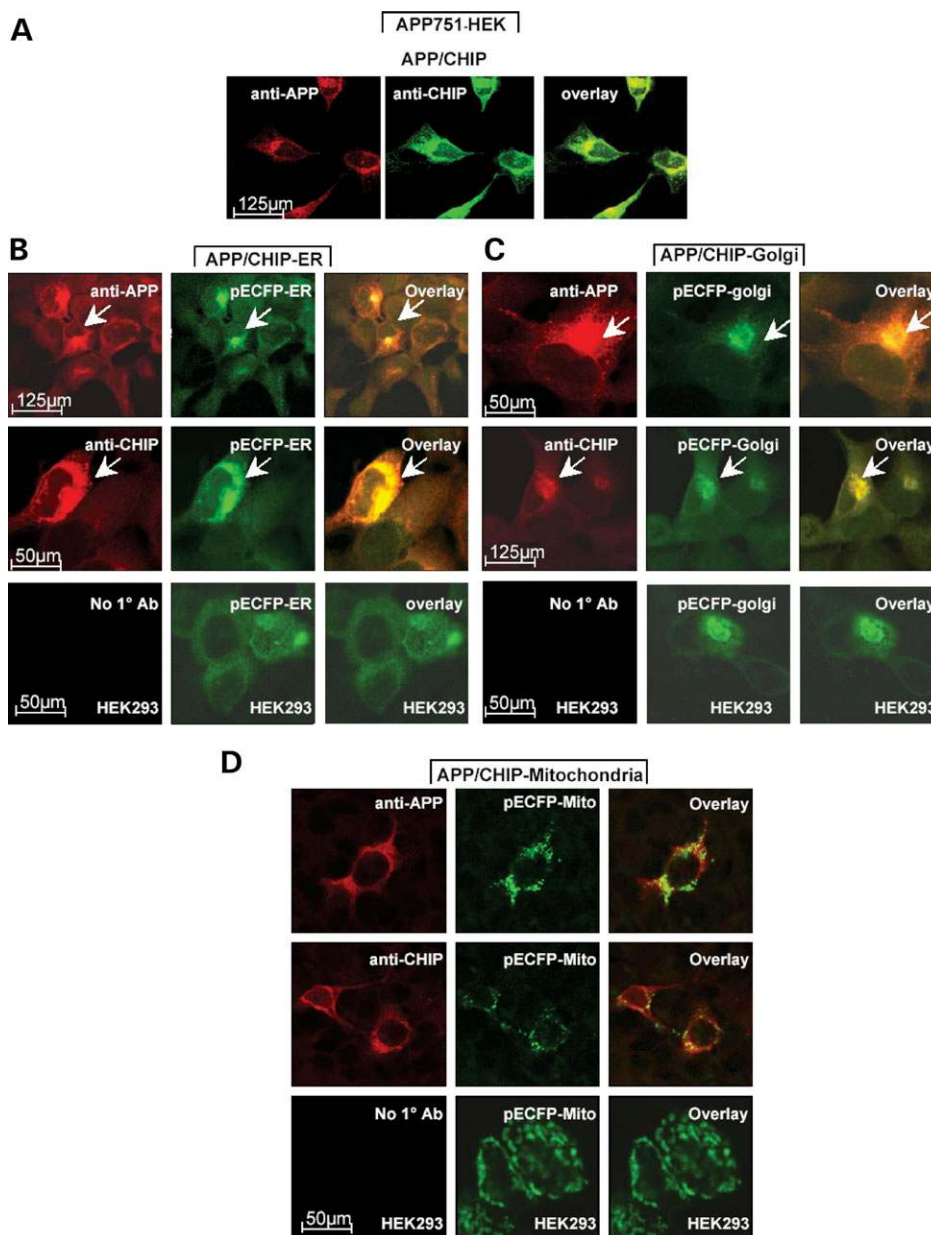 A
APP751-HEK
APP/CHIP
anti-APP
anti-CHIP
overlay
125µm
B
APP/CHIP-ER
anti-APP
pECFP-ER
Overlay
125µm
anti-CHIP
pECFP-ER
Overlay
50µm
No 1° Ab
pECFP-ER
overlay
50µm
HEK293
HEK293
HEK293
C
APP/CHIP-Golgi
anti-APP
pECFP-golgi
Overlay
50µm
anti-CHIP
pECFP-Golgi
Overlay
125µm
No 1° Ab
pECFP-golgi
Overlay
50µm
HEK293
HEK293
HEK293
D
APP/CHIP-Mitochondria
anti-APP
pECFP-Mito
Overlay
anti-CHIP
pECFP-Mito
Overlay
No 1° Ab
pECFP-Mito
Overlay
50µm
HEK293
HEK293
HEK293